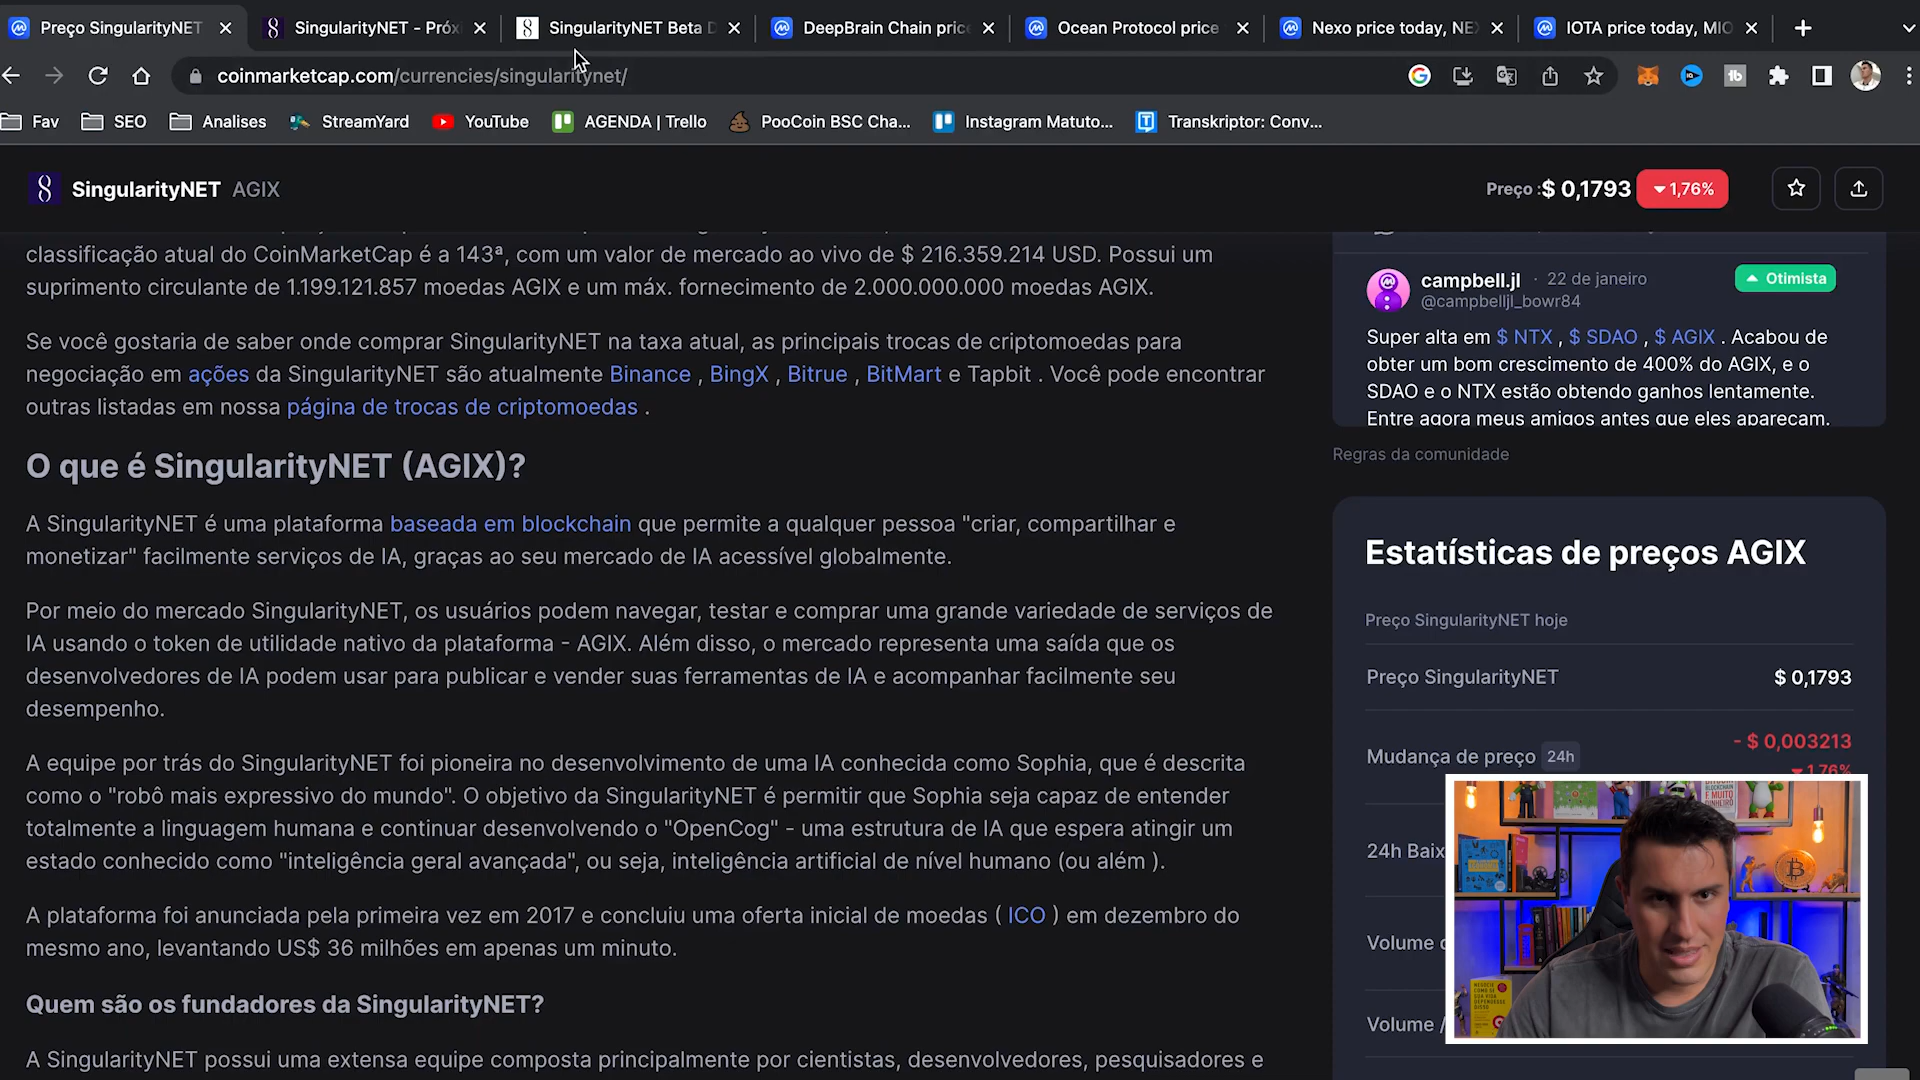 Preço SingularityNET
SingularityNET - Próxi
SingularityNET Beta D
DeepBrain Chain price
Ocean Protocol price
Nexo price today, NE
IOTA price today, MIO
coinmarketcap.com/currencies/singularitynet/
Fav
SEO
Analises
StreamYard
YouTube
AGENDA | Trello
PooCoin BSC Cha...
Instagram Matuto...
Transkriptor: Conv...
SingularityNET AGIX
Preço :$ 0,1793
1,76%
classificação atual do CoinMarketCap é a 143ª, com um valor de mercado ao vivo de $ 216.359.214 USD. Possui um
suprimento circulante de 1.199.121.857 moedas AGIX e um máx. fornecimento de 2.000.000.000 moedas AGIX.
Se você gostaria de saber onde comprar SingularityNET na taxa atual, as principais trocas de criptomoedas para
negociação em ações da SingularityNET são atualmente Binance , BingX , Bitrue , BitMart e Tapbit . Você pode encontrar
outras listadas em nossa página de trocas de criptomoedas .
O que é SingularityNET (AGIX)?
A SingularityNET é uma plataforma baseada em blockchain que permite a qualquer pessoa "criar, compartilhar e
monetizar" facilmente serviços de IA, graças ao seu mercado de IA acessível globalmente.
Por meio do mercado SingularityNET, os usuários podem navegar, testar e comprar uma grande variedade de serviços de
IA usando o token de utilidade nativo da plataforma - AGIX. Além disso, o mercado representa uma saída que os
desenvolvedores de IA podem usar para publicar e vender suas ferramentas de IA e acompanhar facilmente seu
desempenho.
A equipe por trás do SingularityNET foi pioneira no desenvolvimento de uma IA conhecida como Sophia, que é descrita
como o "robô mais expressivo do mundo". O objetivo da SingularityNET é permitir que Sophia seja capaz de entender
totalmente a linguagem humana e continuar desenvolvendo o "OpenCog" - uma estrutura de IA que espera atingir um
estado conhecido como "inteligência geral avançada", ou seja, inteligência artificial de nível humano (ou além ).
A plataforma foi anunciada pela primeira vez em 2017 e concluiu uma oferta inicial de moedas ( ICO ) em dezembro do
mesmo ano, levantando US$ 36 milhões em apenas um minuto.
Quem são os fundadores da SingularityNET?
A SingularityNET possui uma extensa equipe composta principalmente por cientistas, desenvolvedores, pesquisadores e
campbell.jl · 22 de janeiro
@campbelljl_bowr84
Otimista
Super alta em $ NTX , $ SDAO , $ AGIX . Acabou de
obter um bom crescimento de 400% do AGIX, e o
SDAO e o NTX estão obtendo ganhos lentamente.
Entre agora meus amigos antes que eles apareçam.
Regras da comunidade
Estatísticas de preços AGIX
Preço SingularityNET hoje
Preço SingularityNET
$ 0,1793
Mudança de preço 24h
- $ 0,003213
1,76%
24h Baix
Volume
Volume /